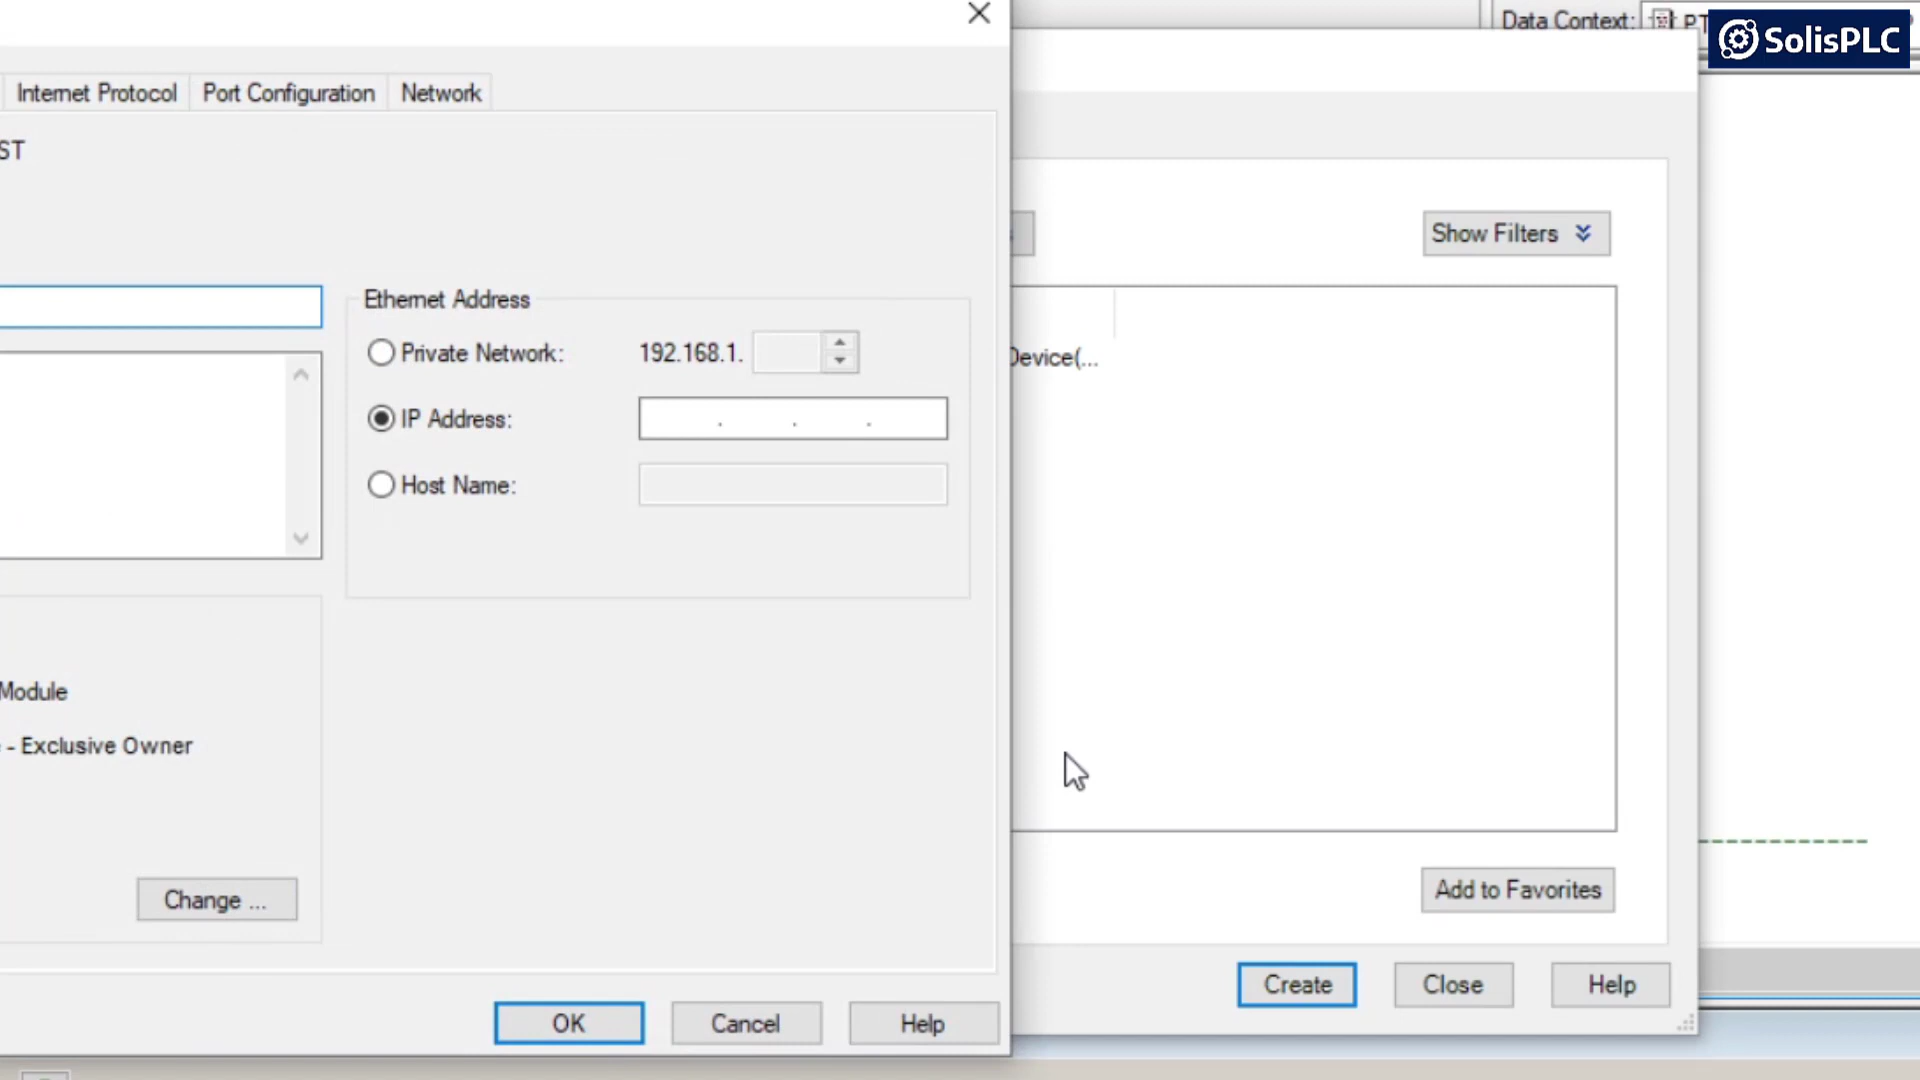 Data Context:
SolisPLC
Internet Protocol
Port Configuration
Network
ST
Show Filters
Ethernet Address
Private Network:
192.168.1.
Device(...
IP Address:
. . .
Host Name:
Module
- Exclusive Owner
Change ...
Add to Favorites
Create
Close
Help
OK
Cancel
Help